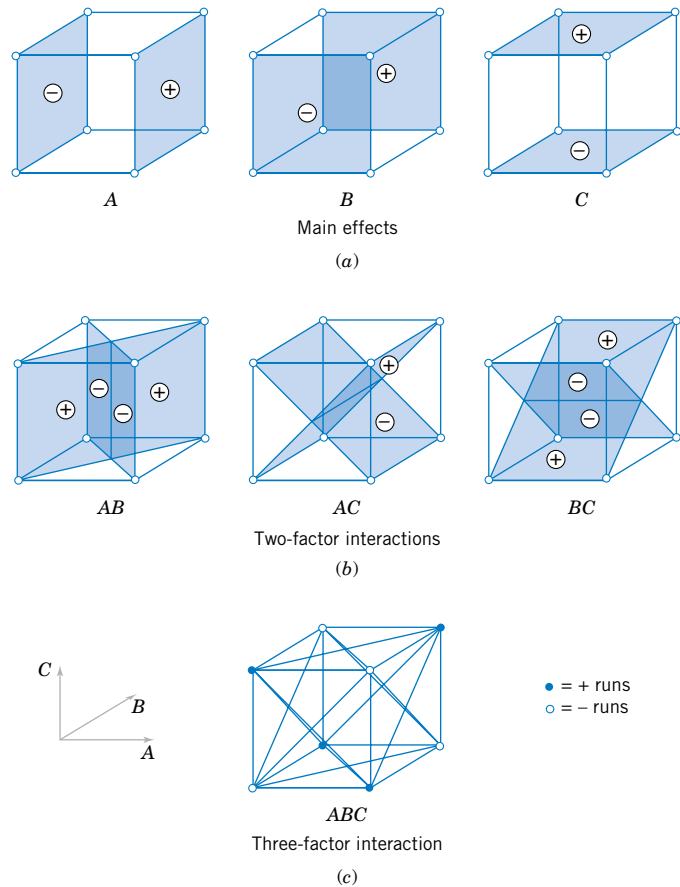 − + − + + −
A B C
Main effects
(a)
+ − − + + − + − − +
AB AC BC
Two-factor interactions
(b)
C
B
A
= + runs
= − runs
ABC
Three-factor interaction
(c)